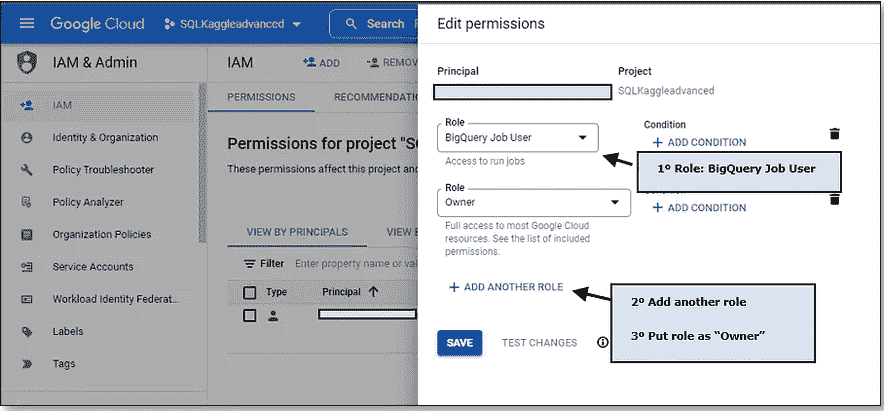 Google Cloud
SQLKaggleadvanced
Search
IAM & Admin
IAM
ADD
REMOV
IAM
Identity & Organization
Policy Troubleshooter
Policy Analyzer
Organization Policies
Service Accounts
Workload Identity Federat...
Labels
Tags
PERMISSIONS
RECOMMENDATI
Permissions for project "SQ
These permissions affect this project and
VIEW BY PRINCIPALS
VIEW B
Filter
Enter property name or val
Type
Principal
Edit permissions
Principal
Project
SQLKaggleadvanced
Role
BigQuery Job User
Access to run jobs
Condition
ADD CONDITION
1º Role: BigQuery Job User
Role
Owner
Full access to most Google Cloud
resources. See the list of included
permissions.
ADD CONDITION
ADD ANOTHER ROLE
2º Add another role
3º Put role as “Owner”
SAVE
TEST CHANGES